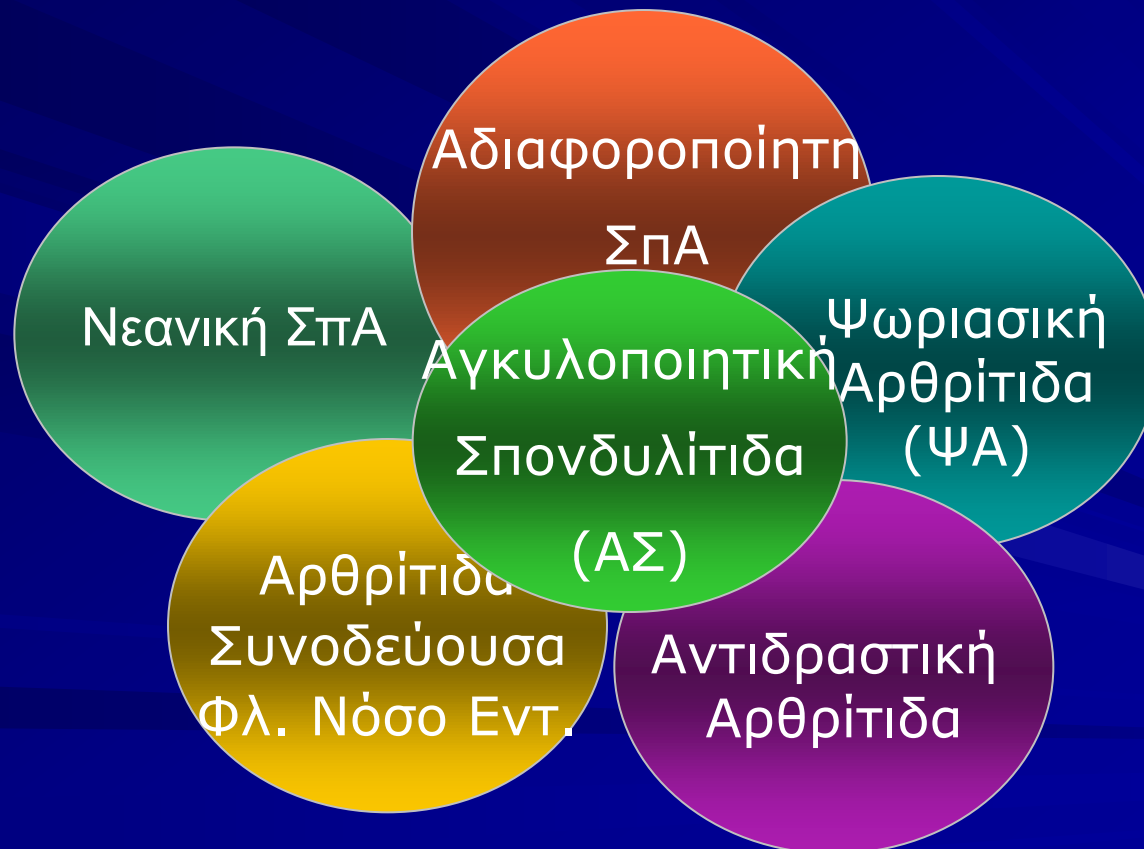 Αδιαφοροποίητη
ΣπΑ
Νεανική ΣπΑ
Ψωριασική
Αρθρίτιδα
(ΨΑ)
Αγκυλοποιητική
Σπονδυλίτιδα
(ΑΣ)
Αρθρίτιδα
Συνοδεύουσα
Φλ. Νόσο Εντ.
Αντιδραστική
Αρθρίτιδα